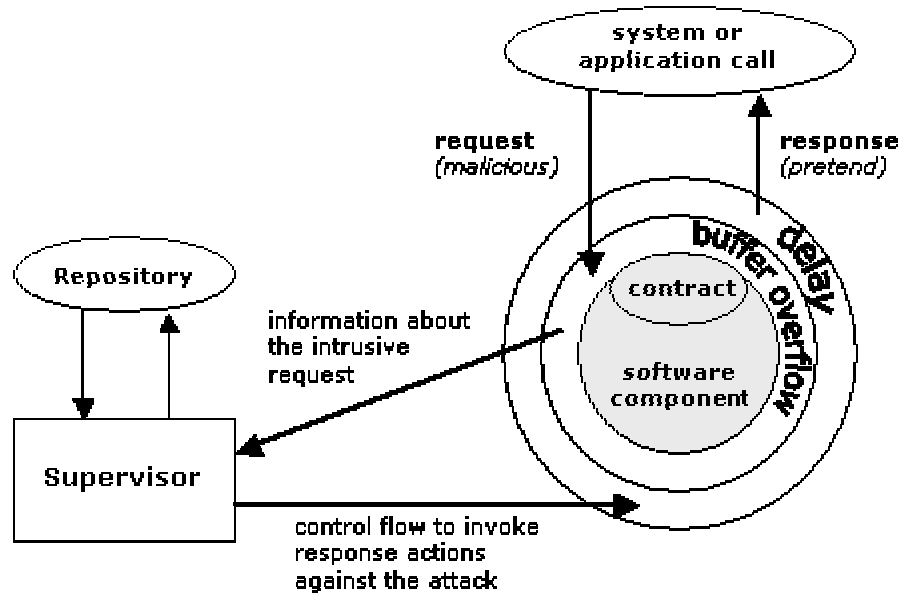 system or
application call
request
(malicious)
response
(pretend)
delay
buffer overflow
contract
software
component
Repository
information about
the intrusive
request
Supervisor
control flow to invoke
response actions
against the attack